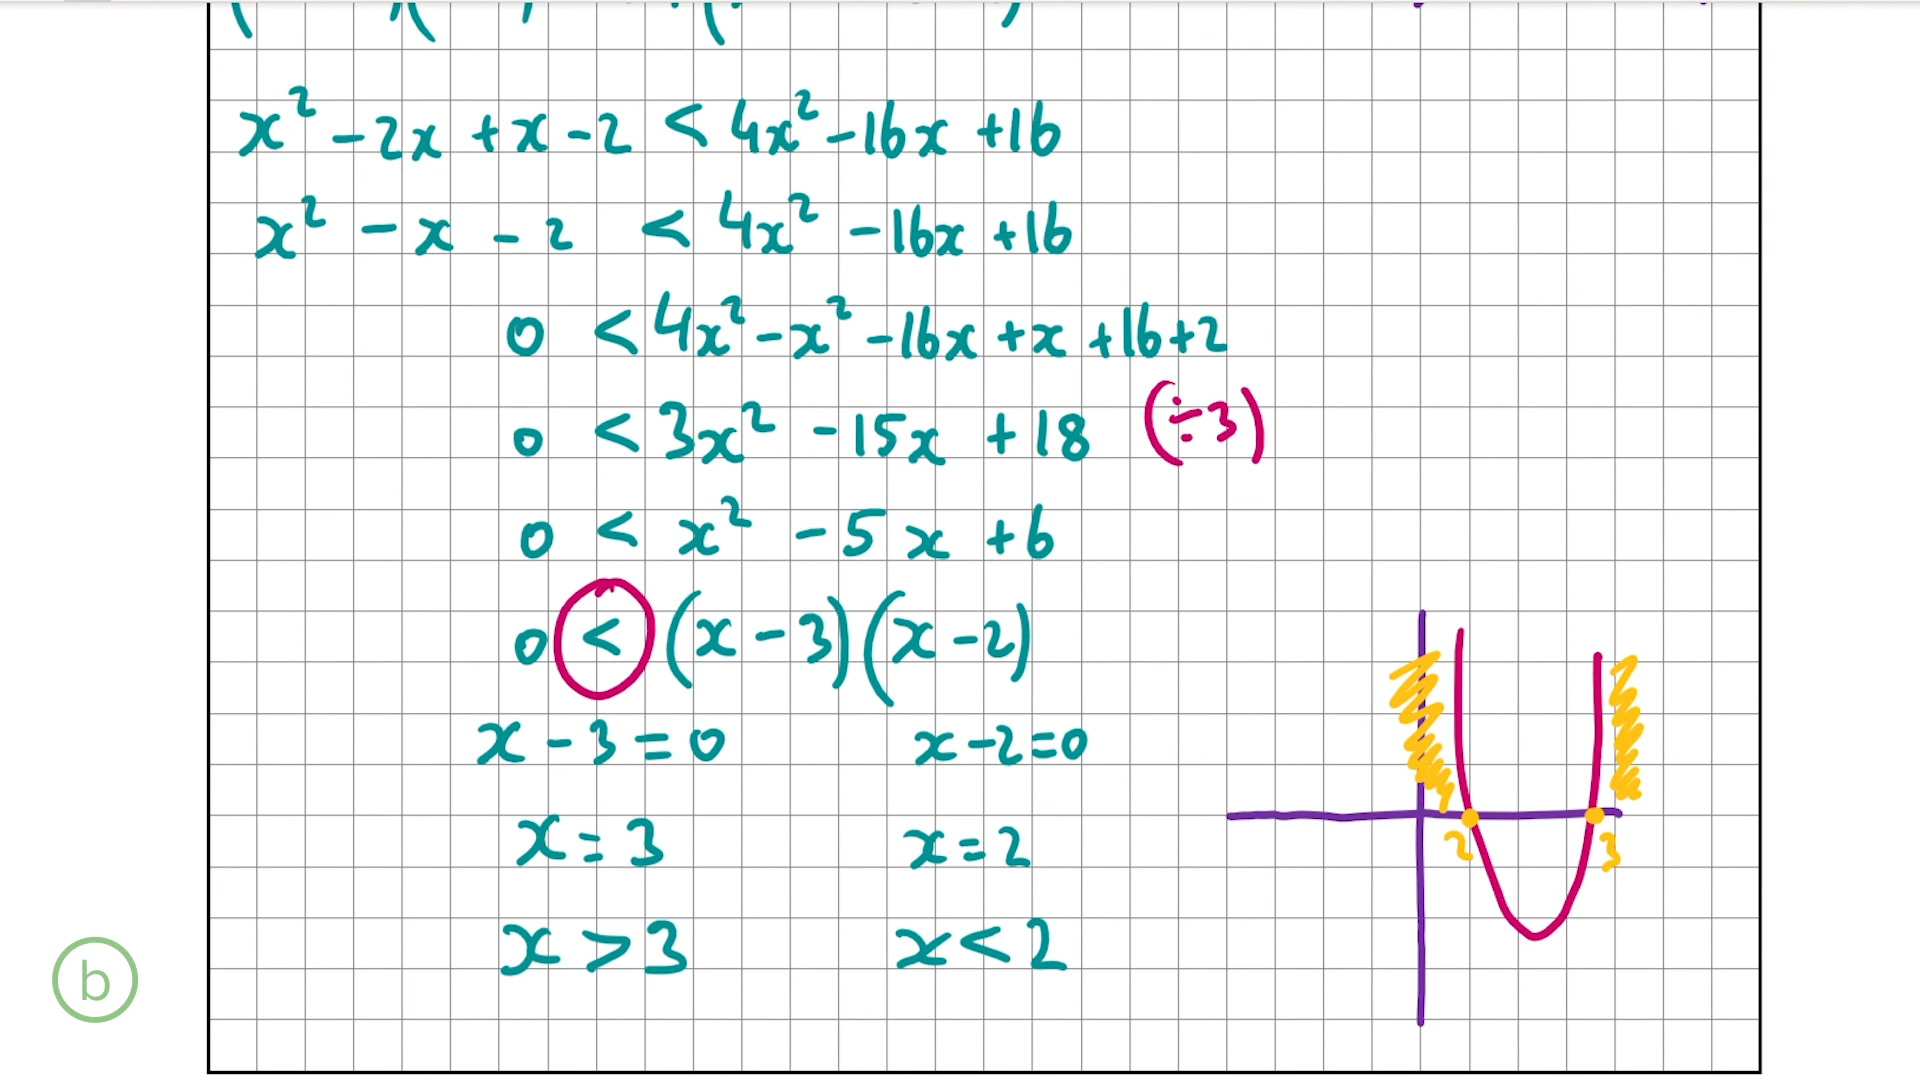 x² - 2x + x - 2 < 4x² - 16x + 16
x² - x - 2 < 4x² - 16x + 16
0 < 4x² - x² - 16x + x + 16 + 2
0 < 3x² - 15x + 18 (÷3)
0 < x² - 5x + 6
0 < (x - 3)(x - 2)
x - 3 = 0 x - 2 = 0
x = 3 x = 2
2 3
x > 3 x < 2
b